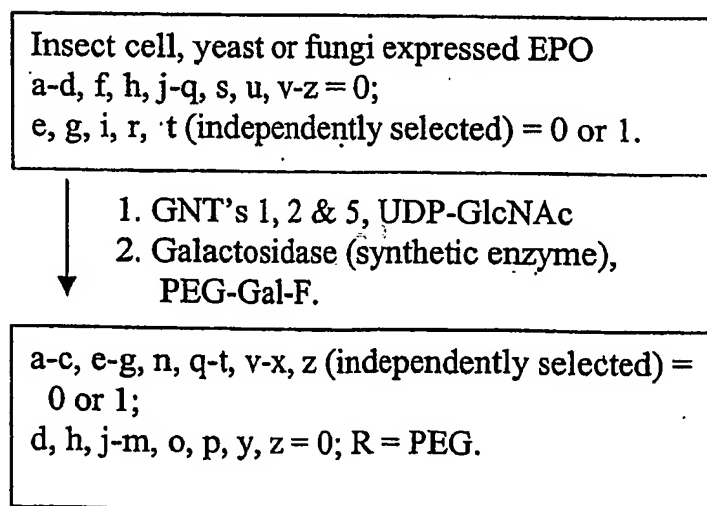 Insect cell, yeast or fungi expressed EPO
a-d, f, h, j-q, s, u, v-z = 0;
e, g, i, r, t (independently selected) = 0 or 1.
1. GNT's 1, 2 & 5, UDP-GlcNAc
2. Galactosidase (synthetic enzyme),
PEG-Gal-F.
a-c, e-g, n, q-t, v-x, z (independently selected) =
0 or 1;
d, h, j-m, o, p, y, z = 0; R = PEG.